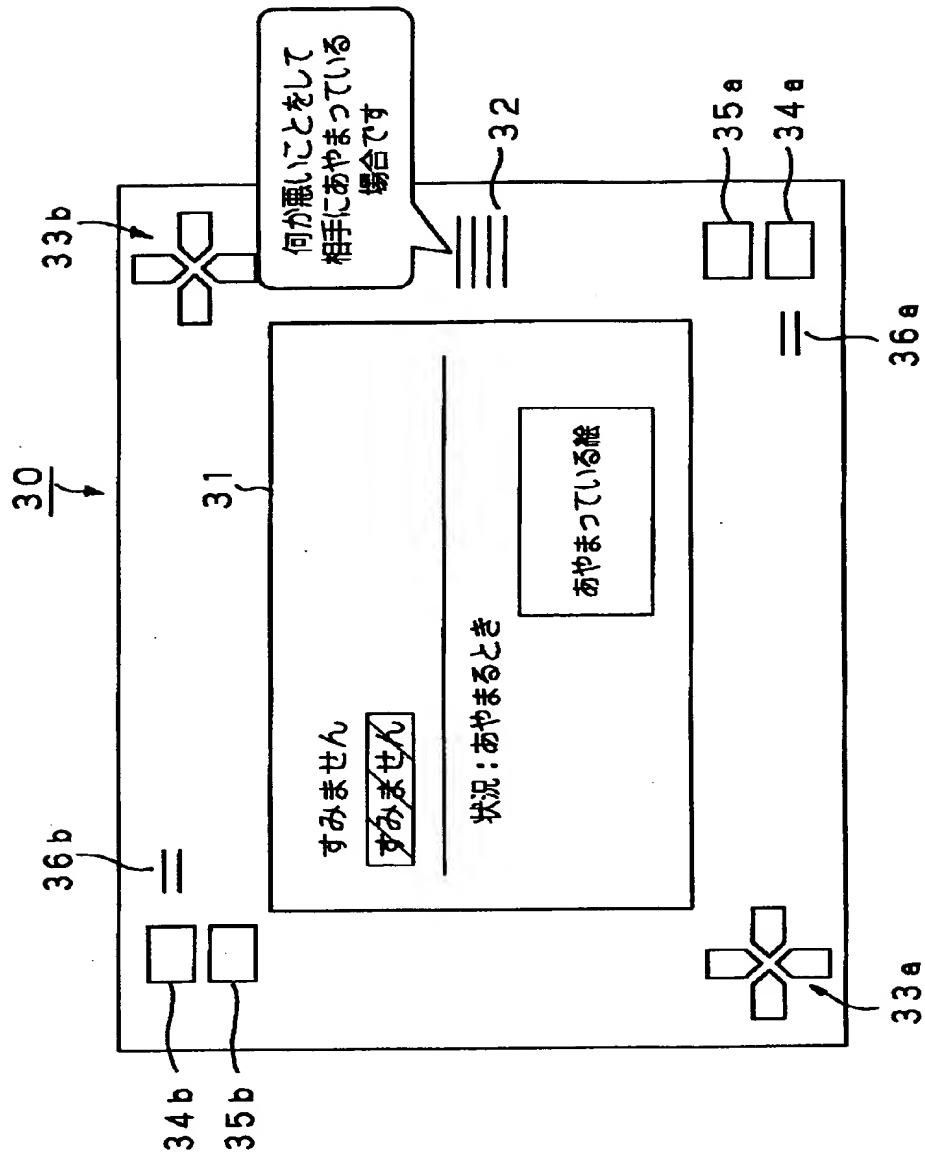 30
36b
33b
34b
35b
31
すみません
すみません
何か悪いことをして
相手にあやまっている
場合です
32
状況：あやまるとき
あやまっている絵
35a
34a
33a
36a